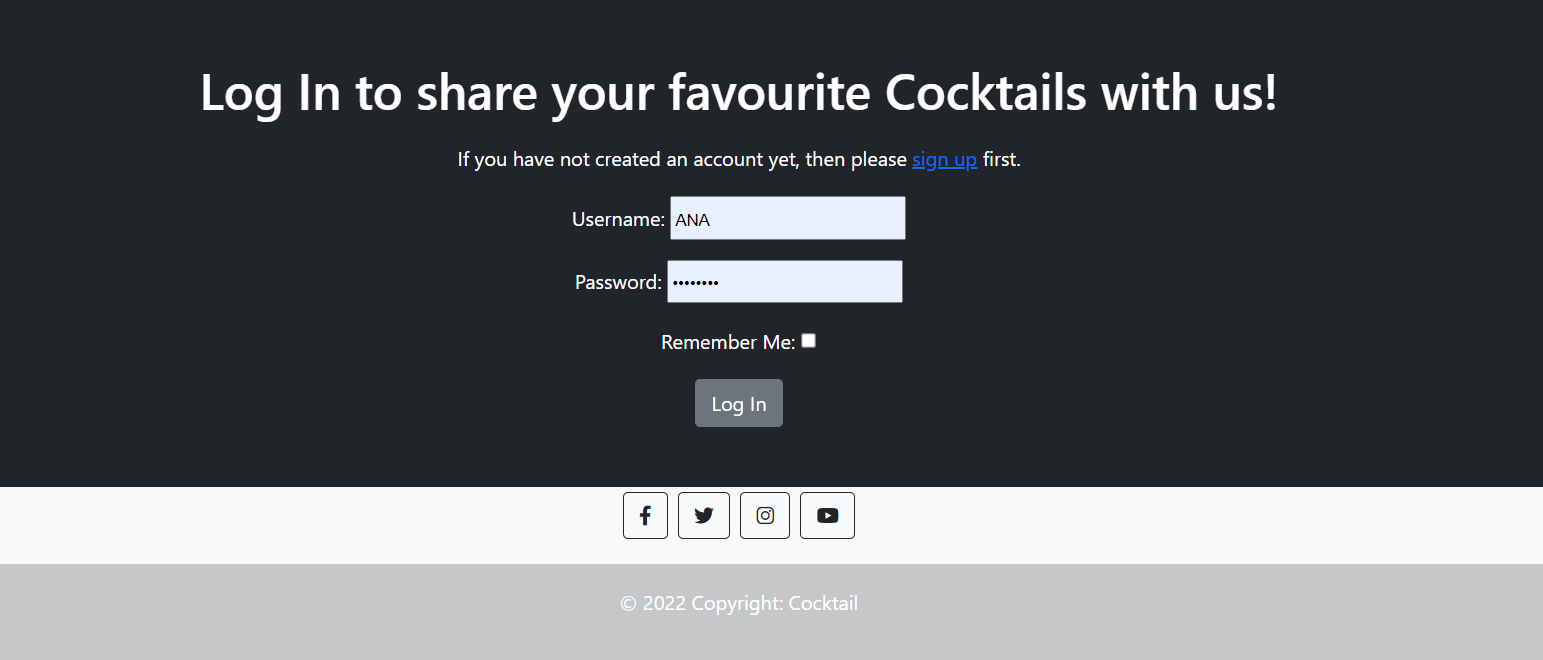 Log In to share your favourite Cocktails with us!
If you have not created an account yet, then please sign up first.
Username: ANA
Password: ••••••••
Remember Me:
Log In
© 2022 Copyright: Cocktail